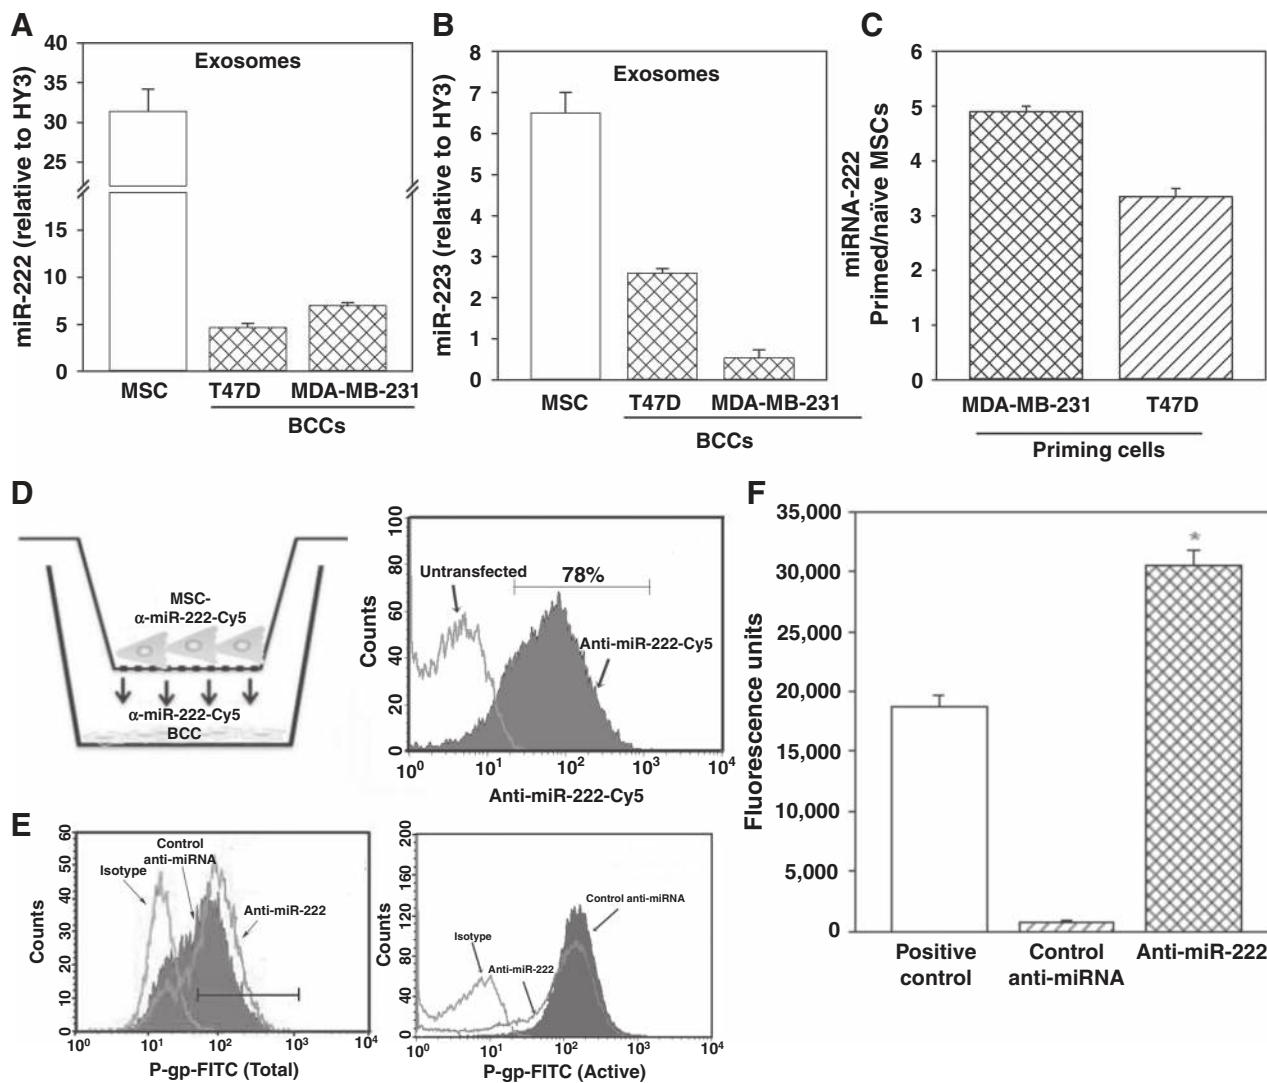 A
miR-222 (relative to HY3)
40
35
30
25
15
10
5
0
Exosomes
MSC
T47D
MDA-MB-231
BCCs
B
miR-223 (relative to HY3)
8
7
6
5
4
3
2
1
0
Exosomes
MSC
T47D
MDA-MB-231
BCCs
C
miRNA-222
Primed/naïve MSCs
6
5
4
3
2
1
0
MDA-MB-231
T47D
Priming cells
D
MSC-
α-miR-222-Cy5
α-miR-222-Cy5
BCC
Counts
100
80
60
40
20
0
Untransfected
78%
Anti-miR-222-Cy5
10⁰
10¹
10²
10³
10⁴
Anti-miR-222-Cy5
E
Counts
60
50
40
30
20
10
0
Control
anti-miRNA
Isotype
Anti-miR-222
10⁰
10¹
10²
10³
10⁴
P-gp-FITC (Total)
Counts
200
160
120
80
40
0
Control anti-miRNA
Isotype
Anti-miR-222
10⁰
10¹
10²
10³
10⁴
P-gp-FITC (Active)
F
Fluorescence units
35,000
30,000
25,000
20,000
15,000
10,000
5,000
0
*
Positive
control
Control
anti-miRNA
Anti-miR-222